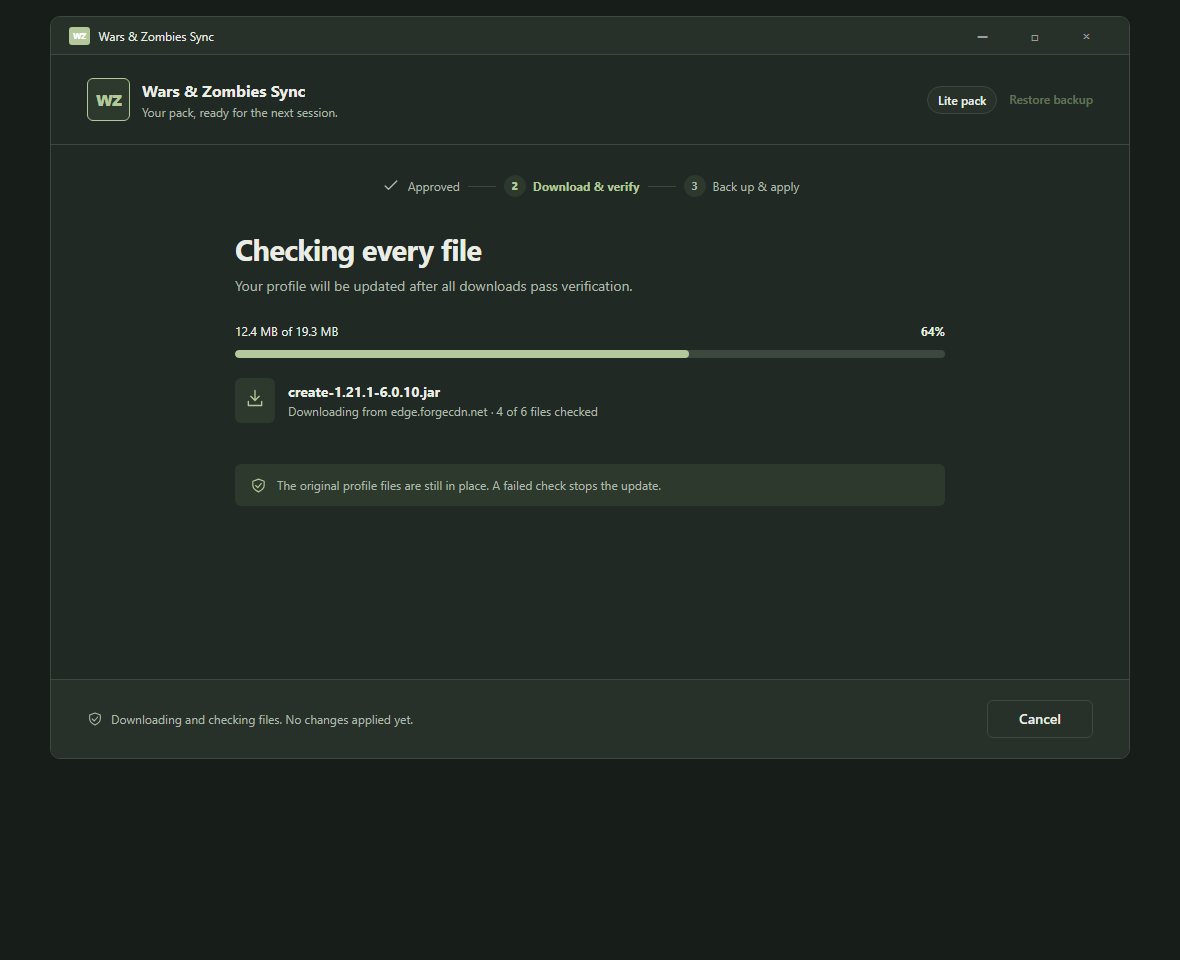 WZ Wars & Zombies Sync
WZ
Wars & Zombies Sync
Your pack, ready for the next session.
Lite pack
Restore backup
Approved
2 Download & verify
3 Back up & apply
Checking every file
Your profile will be updated after all downloads pass verification.
12.4 MB of 19.3 MB
64%
create-1.21.1-6.0.10.jar
Downloading from edge.forgecdn.net · 4 of 6 files checked
The original profile files are still in place. A failed check stops the update.
Downloading and checking files. No changes applied yet.
Cancel